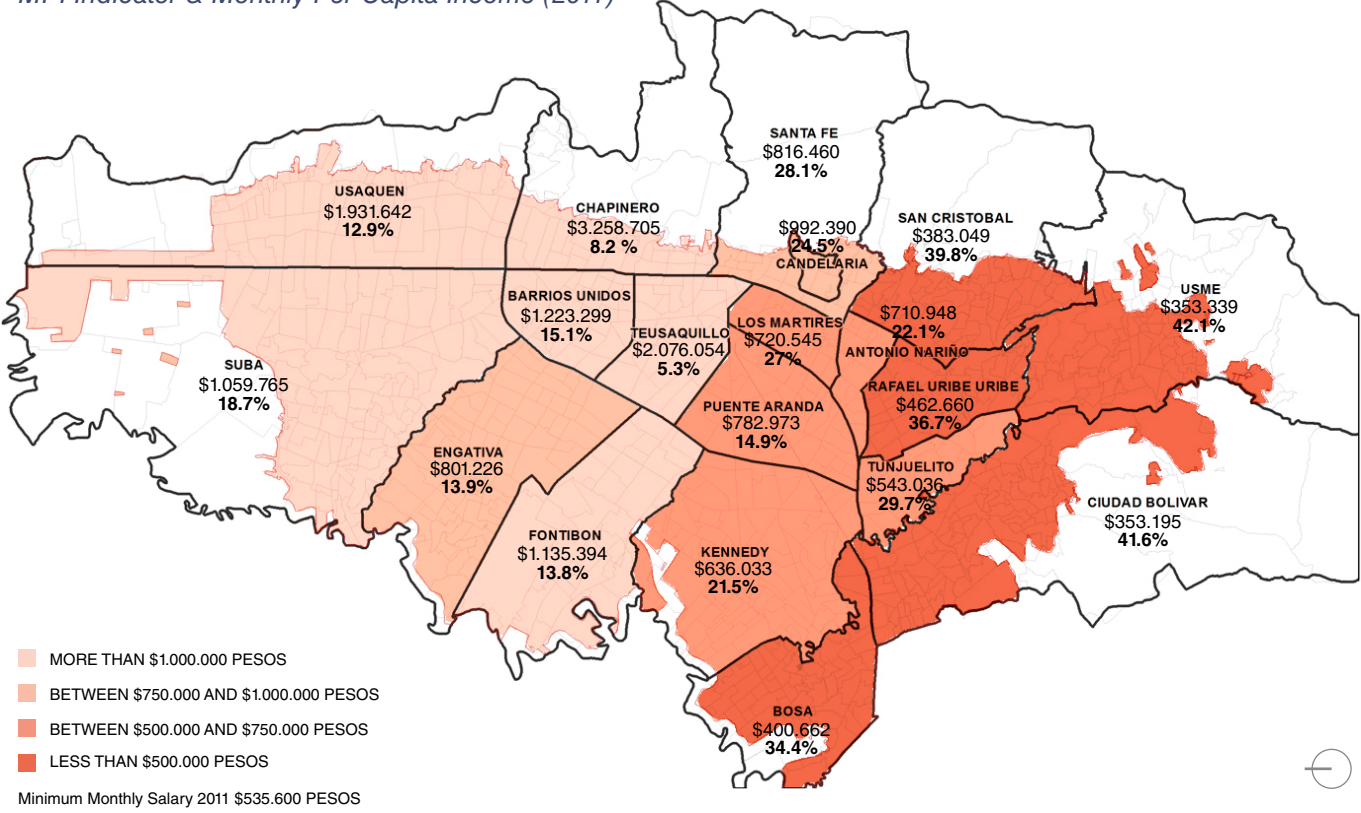 Indicator & Monthly Per Capita Income (2011)
SANTA FE
$816.460
28.1%
USAQUEN
$1.931.642
12.9%
CHAPINERO
$3.258.705
8.2 %
$992.390
24.5%
CANDELARIA
SAN CRISTOBAL
$383.049
39.8%
USME
$353.339
42.1%
BARRIOS UNIDOS
$1.223.299
15.1%
TEUSAQUILLO
$2.076.054
5.3%
LOS MARTIRES
$720.545
27%
$710.948
22.1%
ANTONIO NARIÑO
RAFAEL URIBE URIBE
$462.660
36.7%
SUBA
$1.059.765
18.7%
PUENTE ARANDA
$782.973
14.9%
ENGATIVA
$801.226
13.9%
TUNJUELITO
$543.036
29.7%
CIUDAD BOLIVAR
$353.195
41.6%
FONTIBON
$1.135.394
13.8%
KENNEDY
$636.033
21.5%
BOSA
$400.662
34.4%
MORE THAN $1.000.000 PESOS
BETWEEN $750.000 AND $1.000.000 PESOS
BETWEEN $500.000 AND $750.000 PESOS
LESS THAN $500.000 PESOS
Minimum Monthly Salary 2011 $535.600 PESOS